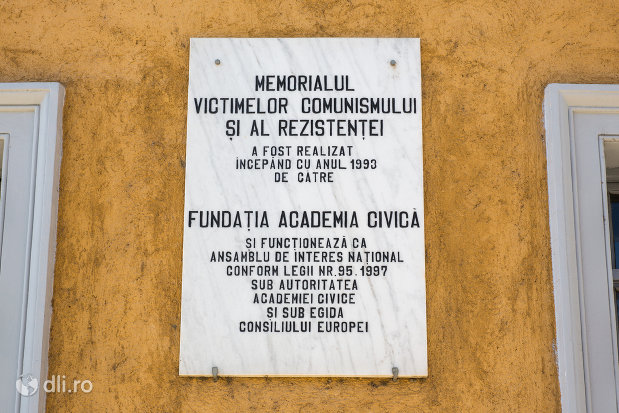 MEMORIALUL
VICTIMELOR COMUNISMULUI
ȘI AL REZISTENȚEI
A FOST REALIZAT
ÎNCEPÂND CU ANUL 1993
DE CATRE
FUNDAȚIA ACADEMIA CIVICĂ
ȘI FUNCȚIONEAZĂ CA
ANSAMBLU DE INTERES NAȚIONAL
CONFORM LEGII NR. 95. 1997
SUB AUTORITATEA
ACADEMIEI CIVICE
ȘI SUB EGIDA
CONSILIULUI EUROPEI
dli.ro